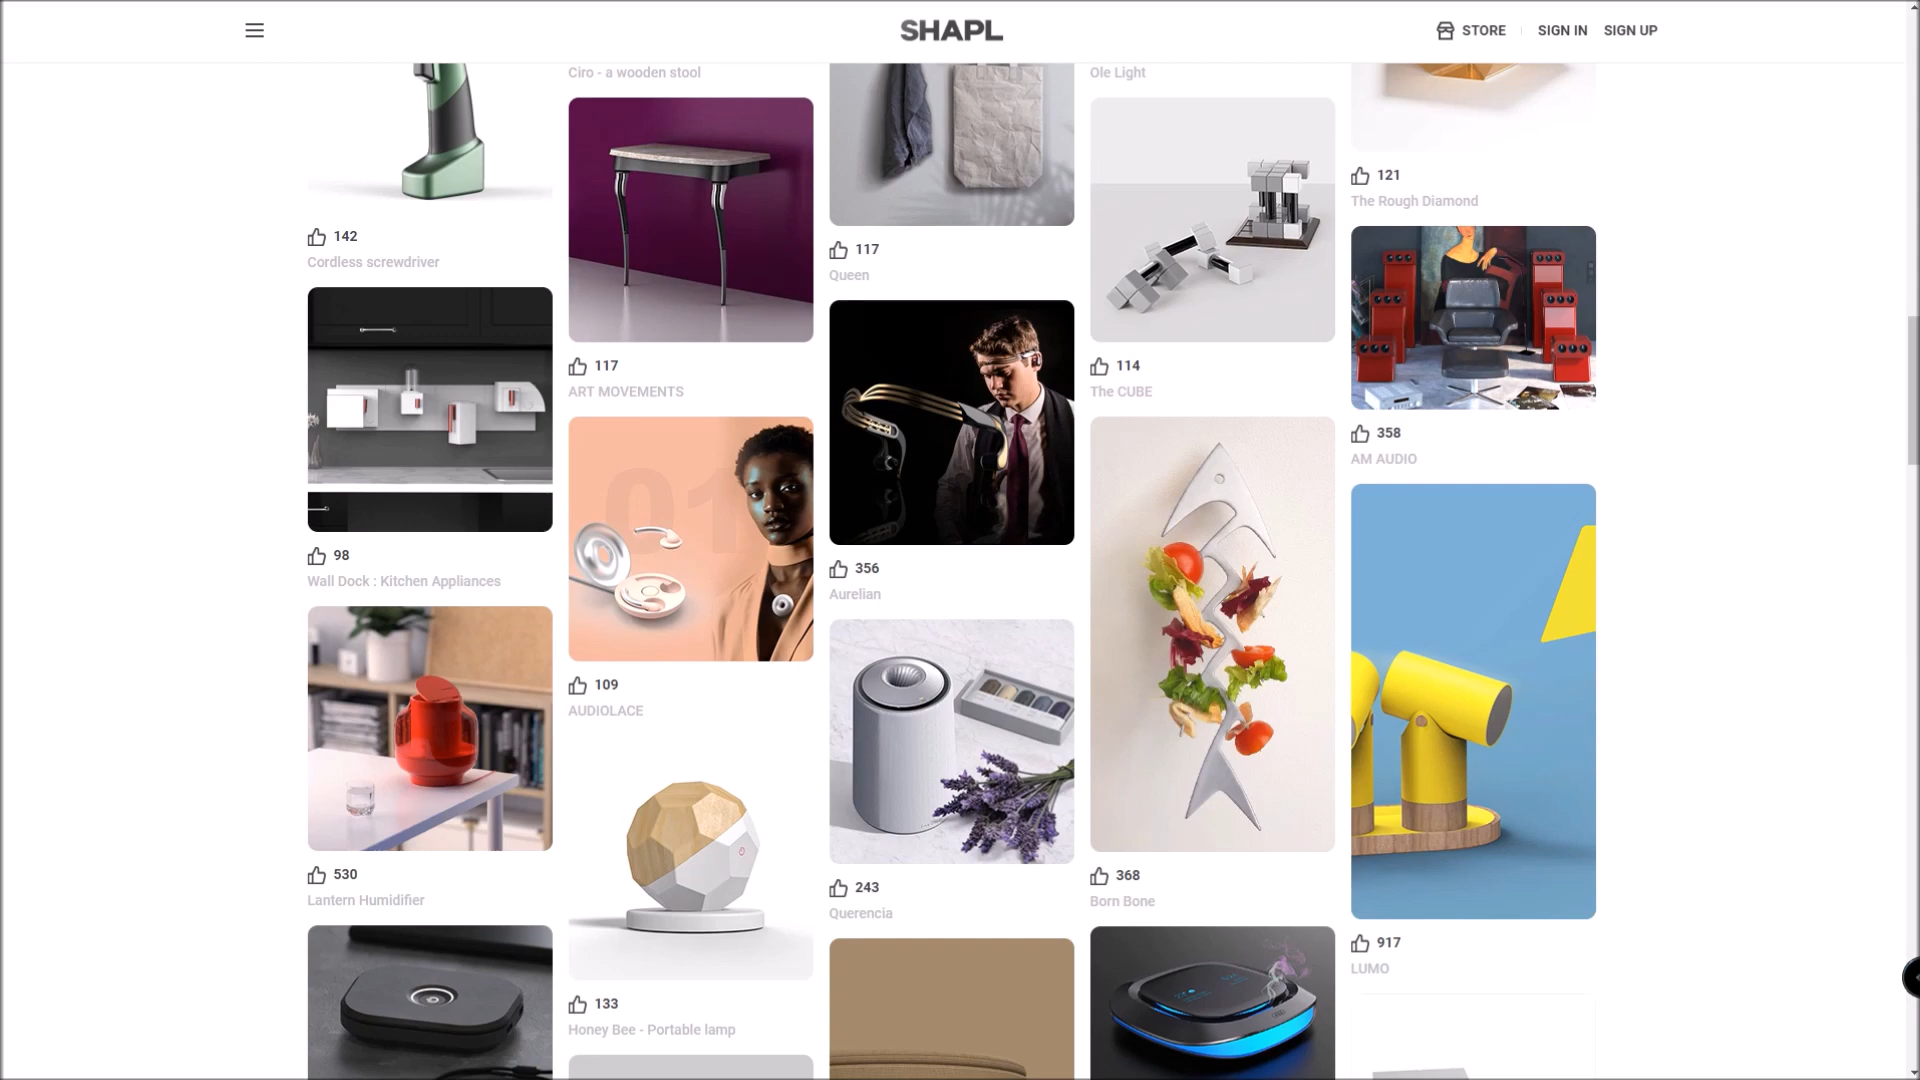 SHAPL
STORE
SIGN IN
SIGN UP
142
Cordless screwdriver
98
Wall Dock : Kitchen Appliances
530
Lantern Humidifier
Ciro - a wooden stool
117
ART MOVEMENTS
01
109
AUDIOLACE
133
Honey Bee - Portable lamp
117
Queen
356
Aurelian
243
Querencia
Ole Light
114
The CUBE
368
Born Bone
121
The Rough Diamond
358
AM AUDIO
917
LUMO